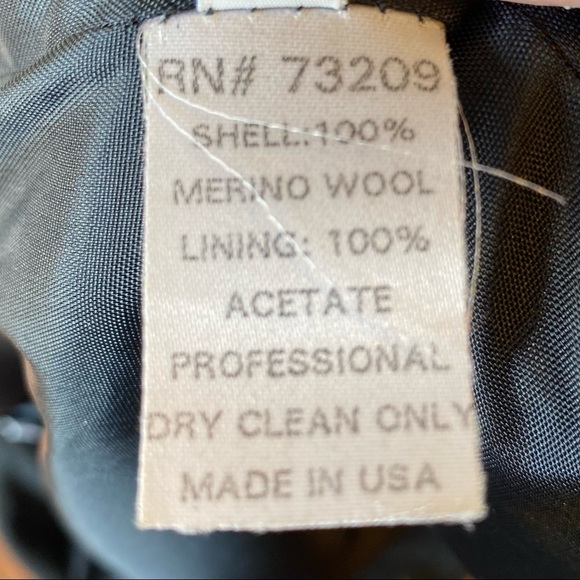 RN# 73209
SHELL:100%
MERINO WOOL
LINING: 100%
ACETATE
PROFESSIONAL
DRY CLEAN ONLY
MADE IN USA